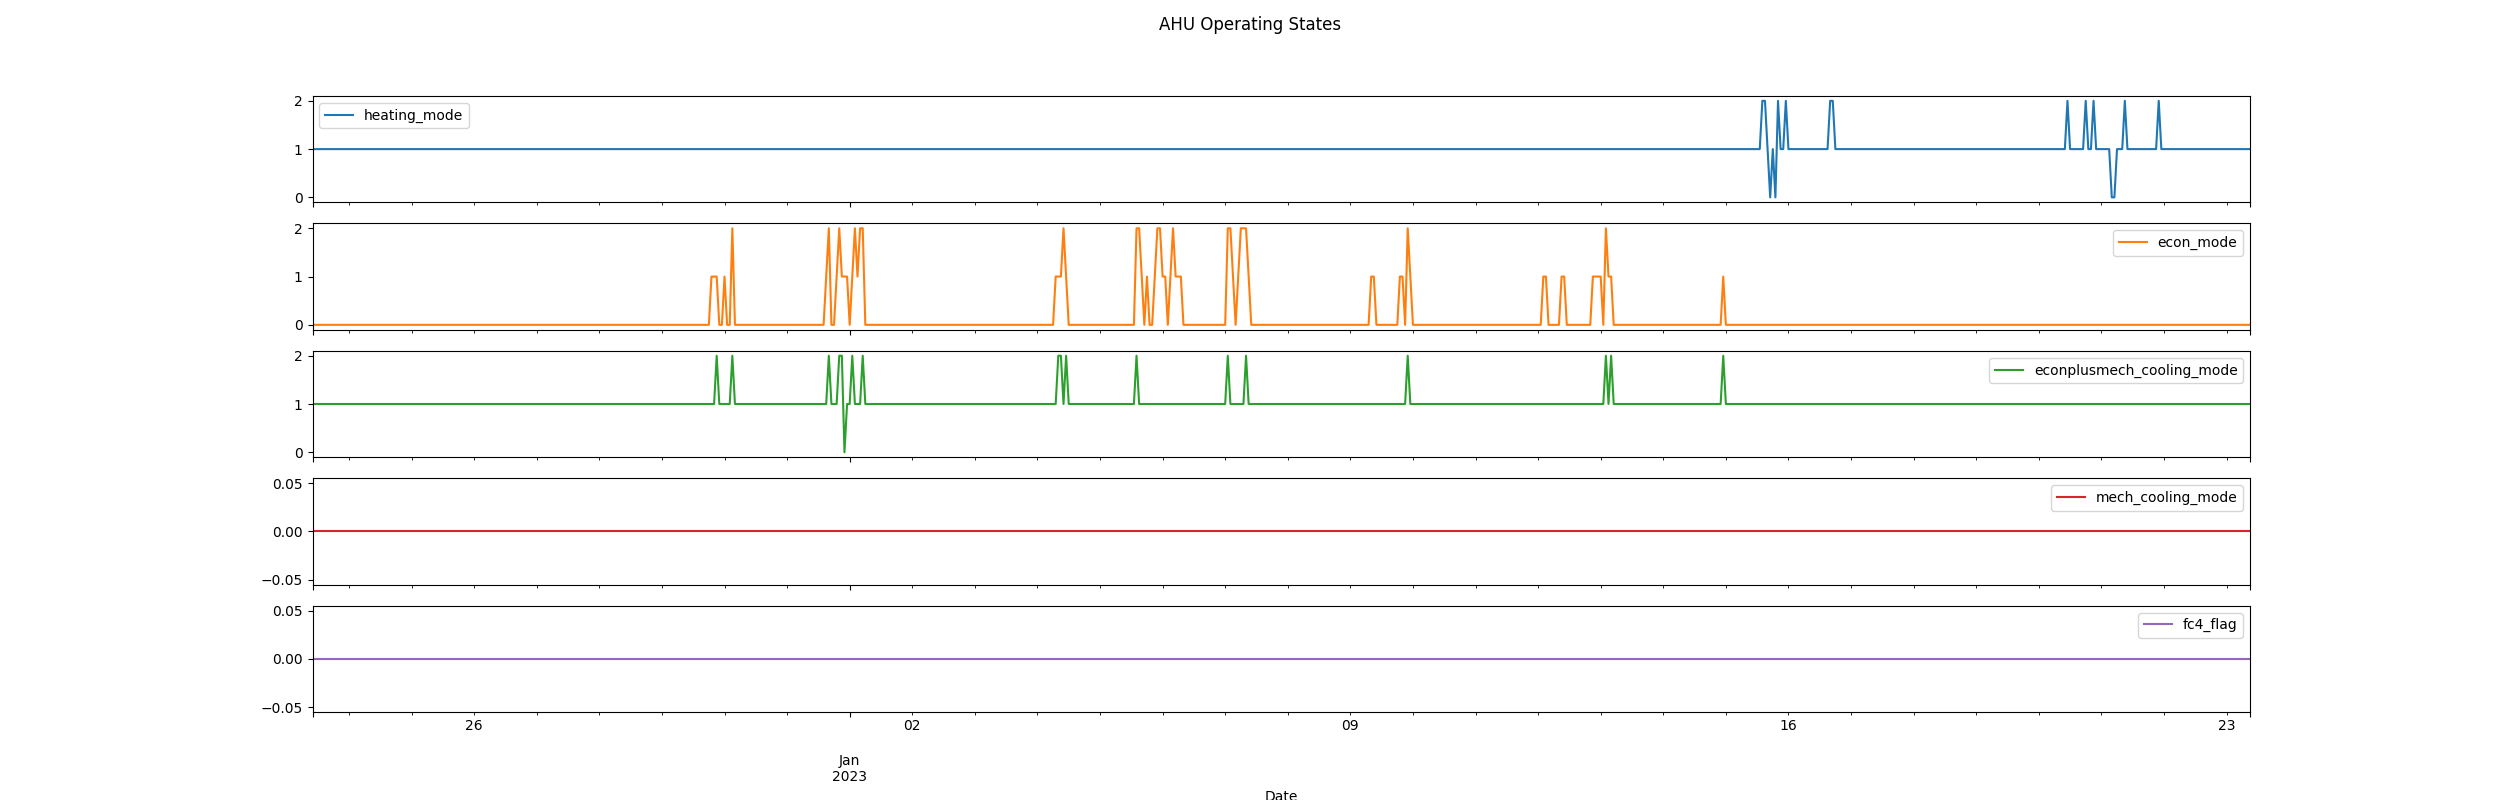 AHU Operating States
2
1
0
heating_mode
2
1
0
econ_mode
2
1
0
econplusmech_cooling_mode
0.05
0.00
−0.05
mech_cooling_mode
0.05
0.00
−0.05
fc4_flag
26 02 09 16 23
Jan
2023
Date